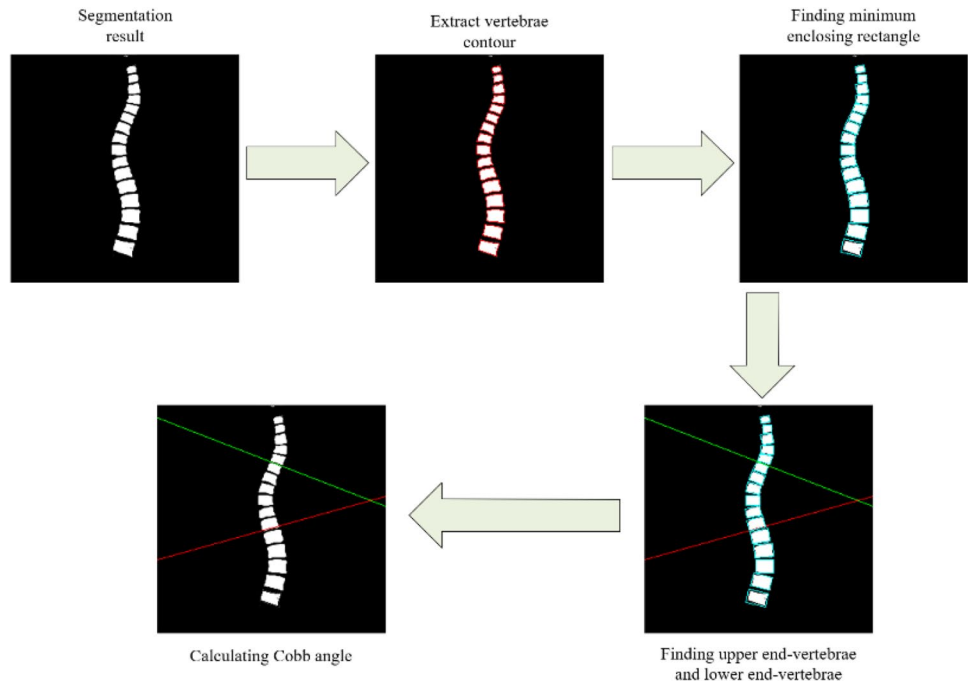 Segmentation
result
Extract vertebrae
contour
Finding minimum
enclosing rectangle
Calculating Cobb angle
Finding upper end-vertebrae
and lower end-vertebrae